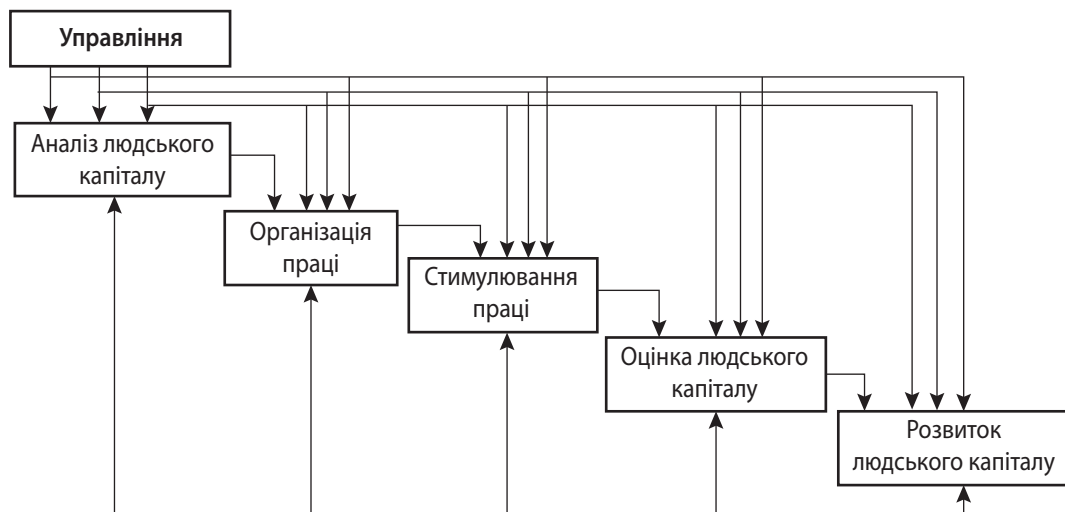 Управління
Аналіз людського
капіталу
Організація
праці
Стимулювання
праці
Оцінка людського
капіталу
Розвиток
людського капіталу